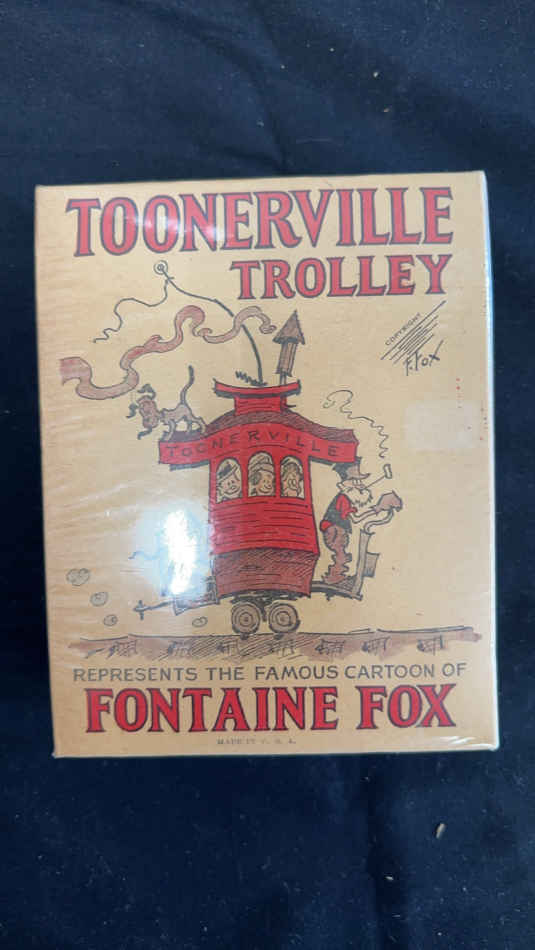 TOONERVILLE
TROLLEY
COPYRIGHT
F. FOX
TOONERVILLE
REPRESENTS THE FAMOUS CARTOON OF
FONTAINE FOX
MADE IN U. S. A.